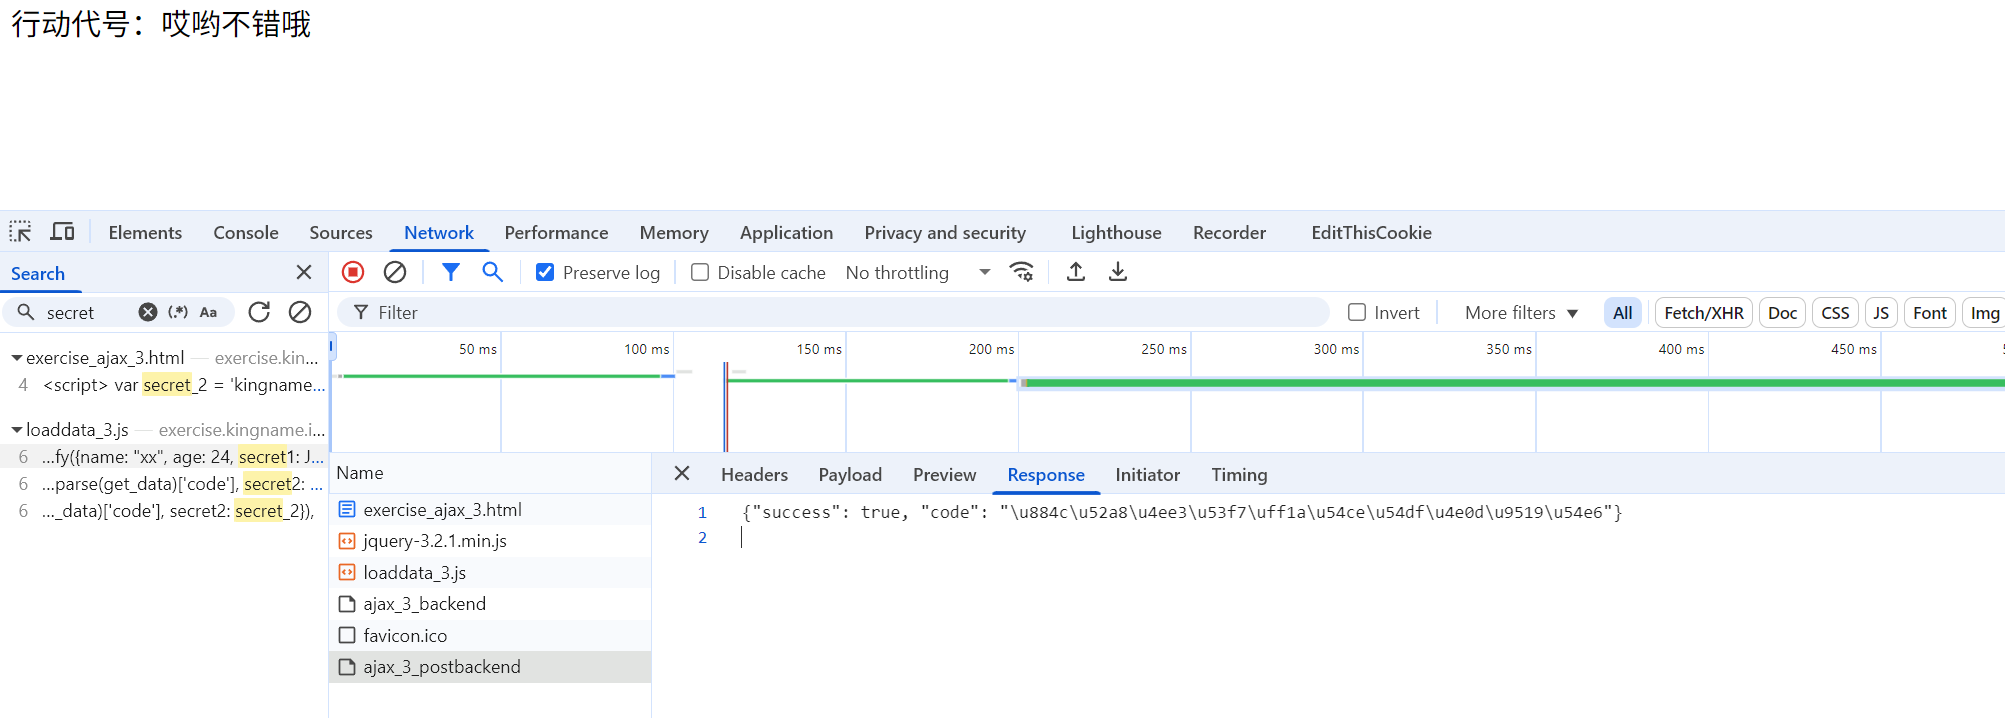 行动代号：哎哟不错哦
Elements Console Sources Network Performance Memory Application Privacy and security Lighthouse Recorder EditThisCookie
Search
secret (.*) Aa
exercise_ajax_3.html — exercise.kin...
4 <script> var secret_2 = 'kingname...
loaddata_3.js — exercise.kingname.i...
6 ...fy({name: "xx", age: 24, secret1: J...
6 ...parse(get_data)['code'], secret2: ...
6 ..._data)['code'], secret2: secret_2}),
Preserve log Disable cache No throttling
Filter Invert More filters All Fetch/XHR Doc CSS JS Font Img
50 ms 100 ms 150 ms 200 ms 250 ms 300 ms 350 ms 400 ms 450 ms
Name
exercise_ajax_3.html
jquery-3.2.1.min.js
loaddata_3.js
ajax_3_backend
favicon.ico
ajax_3_postbackend
Headers Payload Preview Response Initiator Timing
1 {"success": true, "code": "\u884c\u52a8\u4ee3\u53f7\uff1a\u54ce\u54df\u4e0d\u9519\u54e6"}
2